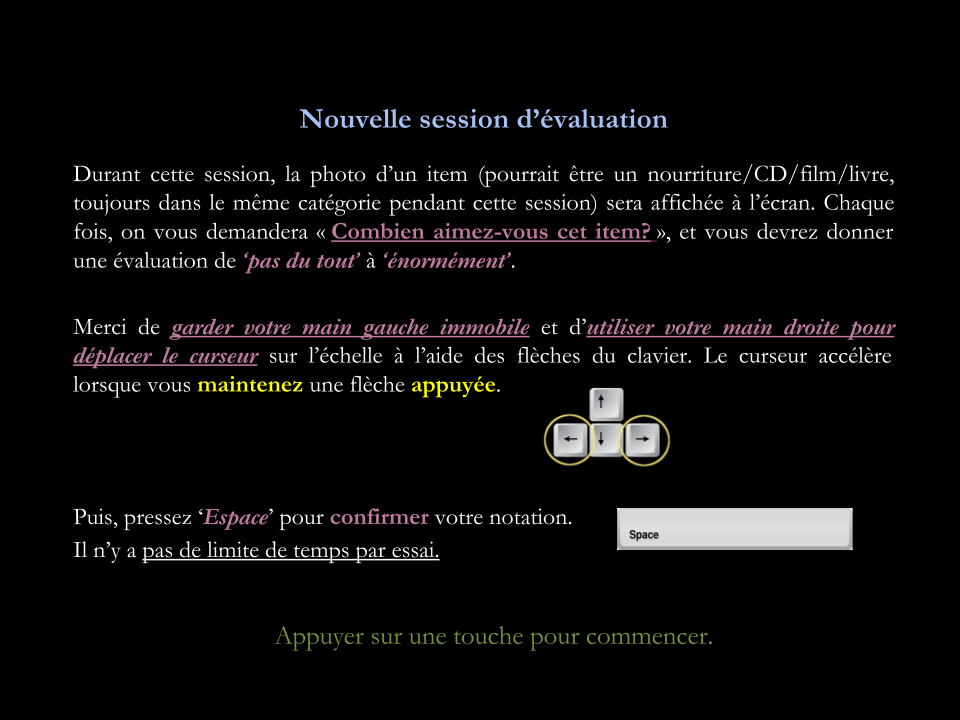 Nouvelle session d’évaluation
Durant cette session, la photo d’un item (pourrait être un nourriture/CD/film/livre,
toujours dans le même catégorie pendant cette session) sera affichée à l’écran. Chaque
fois, on vous demandera « Combien aimez-vous cet item? », et vous devrez donner
une évaluation de ‘pas du tout’ à ‘énormément’.
Merci de garder votre main gauche immobile et d’utiliser votre main droite pour
déplacer le curseur sur l’échelle à l’aide des flèches du clavier. Le curseur accélère
lorsque vous maintenez une flèche appuyée.
↑
← ↓ →
Puis, pressez ‘Espace’ pour confirmer votre notation.
Space
Il n’y a pas de limite de temps par essai.
Appuyer sur une touche pour commencer.